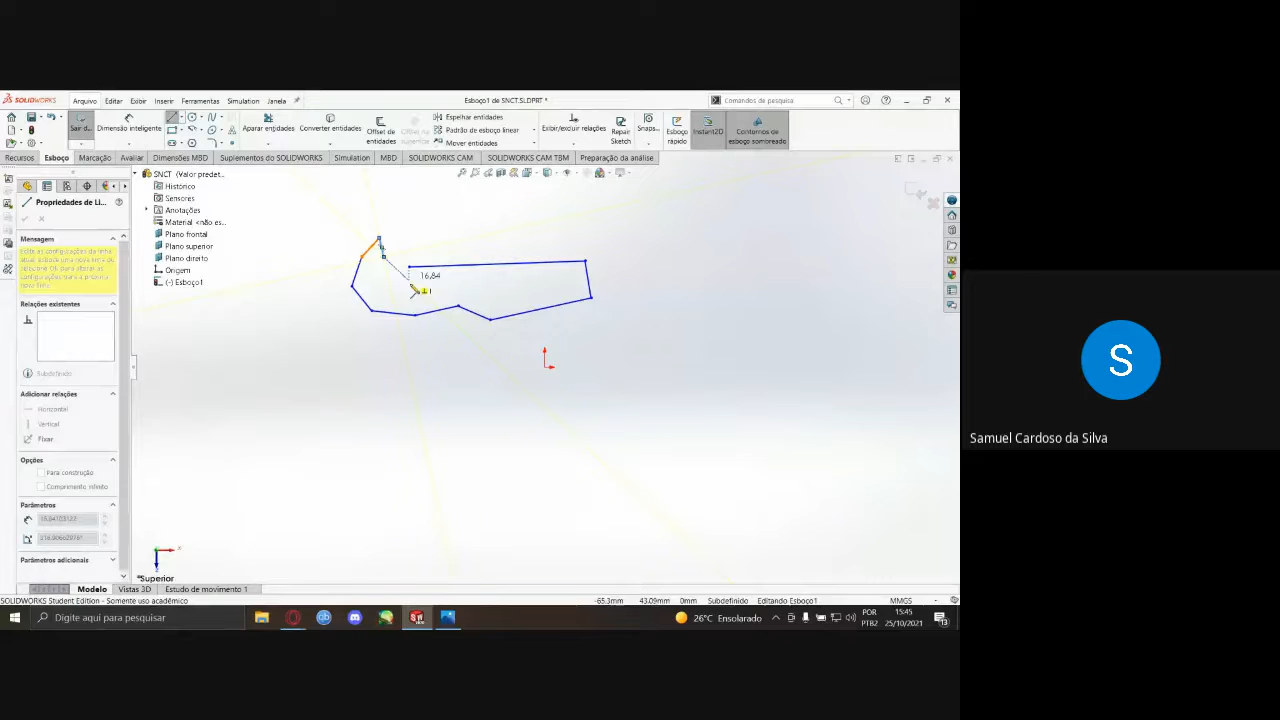 SOLIDWORKS
Arquivo Editar Exibir Inserir Ferramentas Simulation Janela
Esboço1 de SNCT.SLDPRT *
Comandos de pesquisa
Sair d...
Dimensão inteligente
Aparar entidades
Converter entidades
Offset de entidades
Offset na superfície
Espelhar entidades
Padrão de esboço linear
Mover entidades
Exibir/excluir relações
Repair Sketch
Snaps...
Esboço rápido
Instant2D
Contornos de esboço sombreado
Recursos Esboço Marcação Avaliar Dimensões MBD Suplementos do SOLIDWORKS Simulation MBD SOLIDWORKS CAM SOLIDWORKS CAM TBM Preparação da análise
SNCT (Valor predet...
Histórico
Sensores
Anotações
Material <não es...
Plano frontal
Plano superior
Plano direito
Origem
(-) Esboço1
Propriedades de Li...
Mensagem
Relações existentes
Subdefinido
Adicionar relações
Horizontal
Vertical
Fixar
Opções
Para construção
Comprimento infinito
Parâmetros
Parâmetros adicionais
16,84
*Superior
Modelo Vistas 3D Estudo de movimento 1
SOLIDWORKS Student Edition - Somente uso acadêmico
-65.3mm 43.09mm 0mm Subdefinido Editando Esboço1 MMGS
Digite aqui para pesquisar
26°C Ensolarado
POR
PTB2
15:45
25/10/2021
S
Samuel Cardoso da Silva